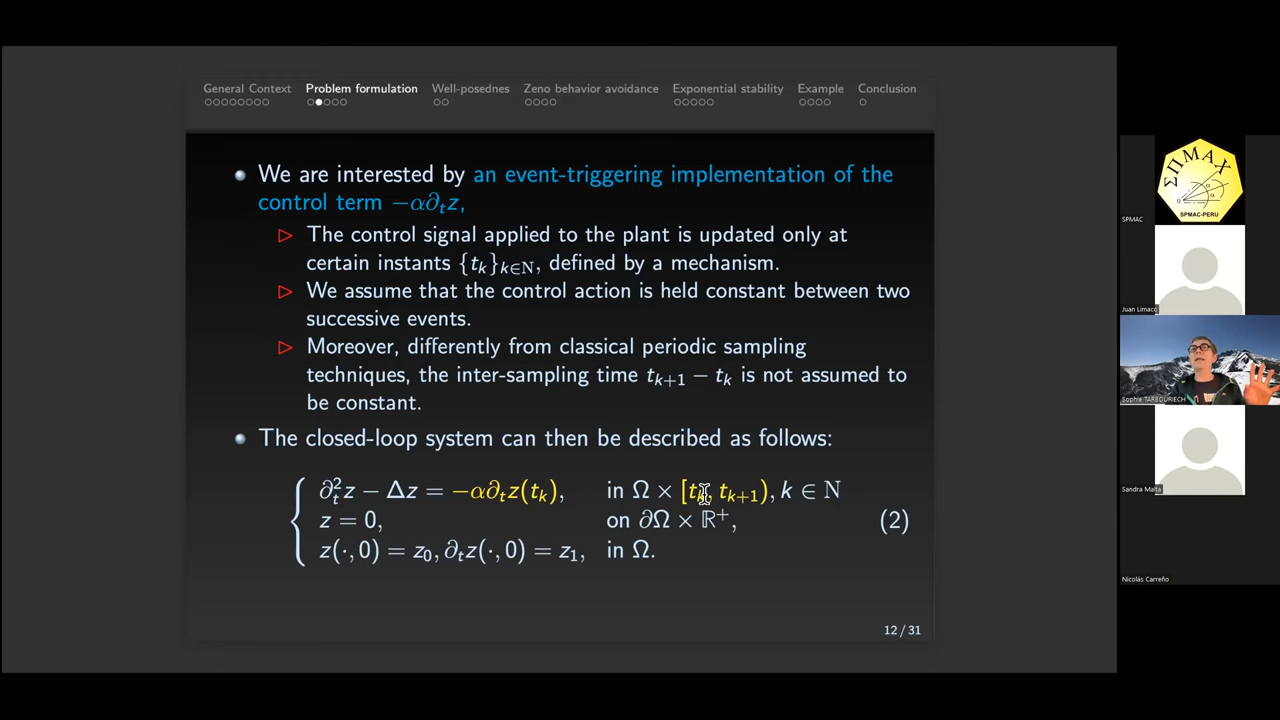 General Context Problem formulation Well-posednes Zeno behavior avoidance Exponential stability Example Conclusion
We are interested by an event-triggering implementation of the
control term −α∂ₜz,
▷ The control signal applied to the plant is updated only at
certain instants {tₖ}ₖ∈ℕ, defined by a mechanism.
▷ We assume that the control action is held constant between two
successive events.
▷ Moreover, differently from classical periodic sampling
techniques, the inter-sampling time tₖ₊₁ − tₖ is not assumed to
be constant.
The closed-loop system can then be described as follows:
∂ₜ²z − Δz = −α∂ₜz(tₖ), in Ω × [tₖ, tₖ₊₁), k ∈ ℕ
z = 0, on ∂Ω × ℝ⁺, (2)
z(·, 0) = z₀, ∂ₜz(·, 0) = z₁, in Ω.
12 / 31
ΣΠΜΑΧ
SPMAC-PERU
SPMAC
Juan Limaco
Sophie TARBOURIECH
Sandra Malta
Nicolás Carreño